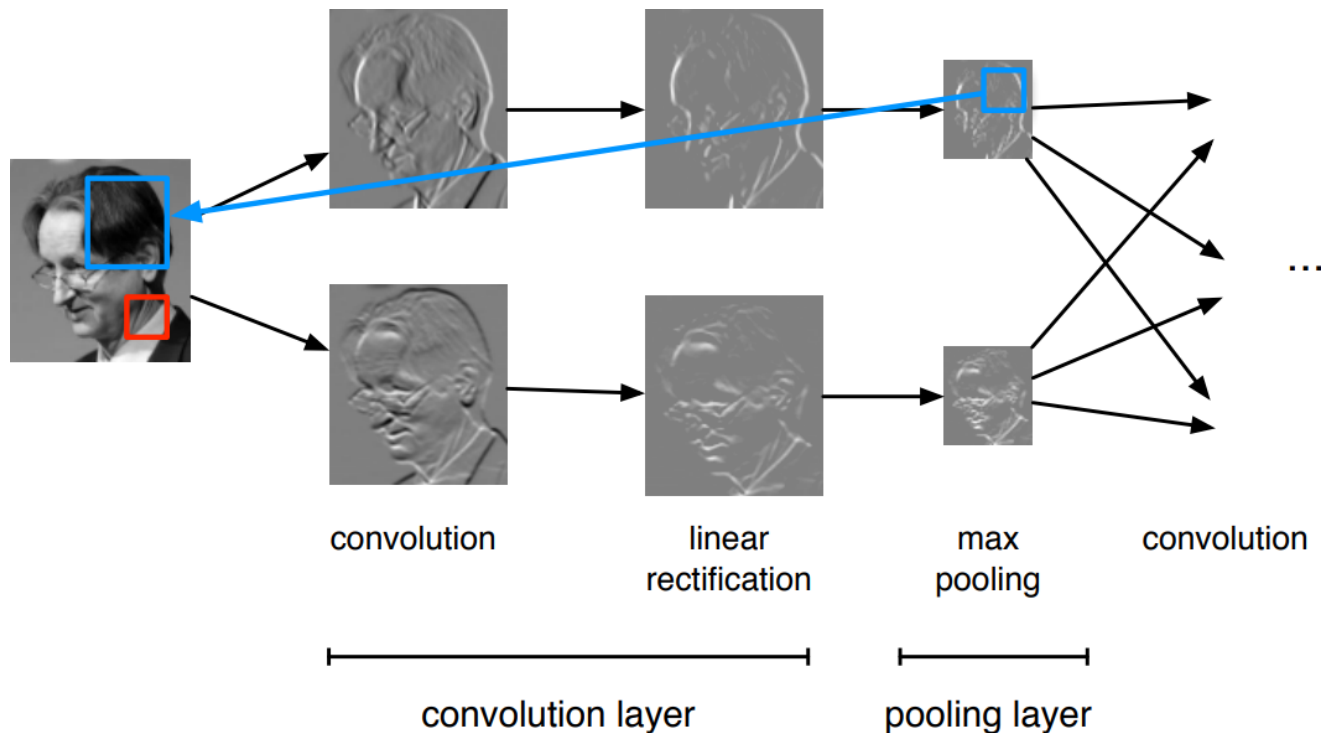 ...
convolution
linear
rectification
max
pooling
convolution
convolution layer
pooling layer